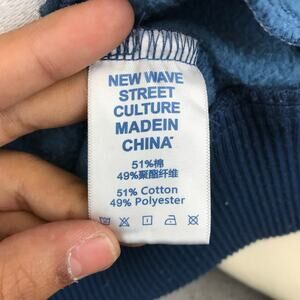 NEW WAVE
STREET
CULTURE
MADEIN
CHINA
51%棉
49%聚酯纤维
51% Cotton
49% Polyester